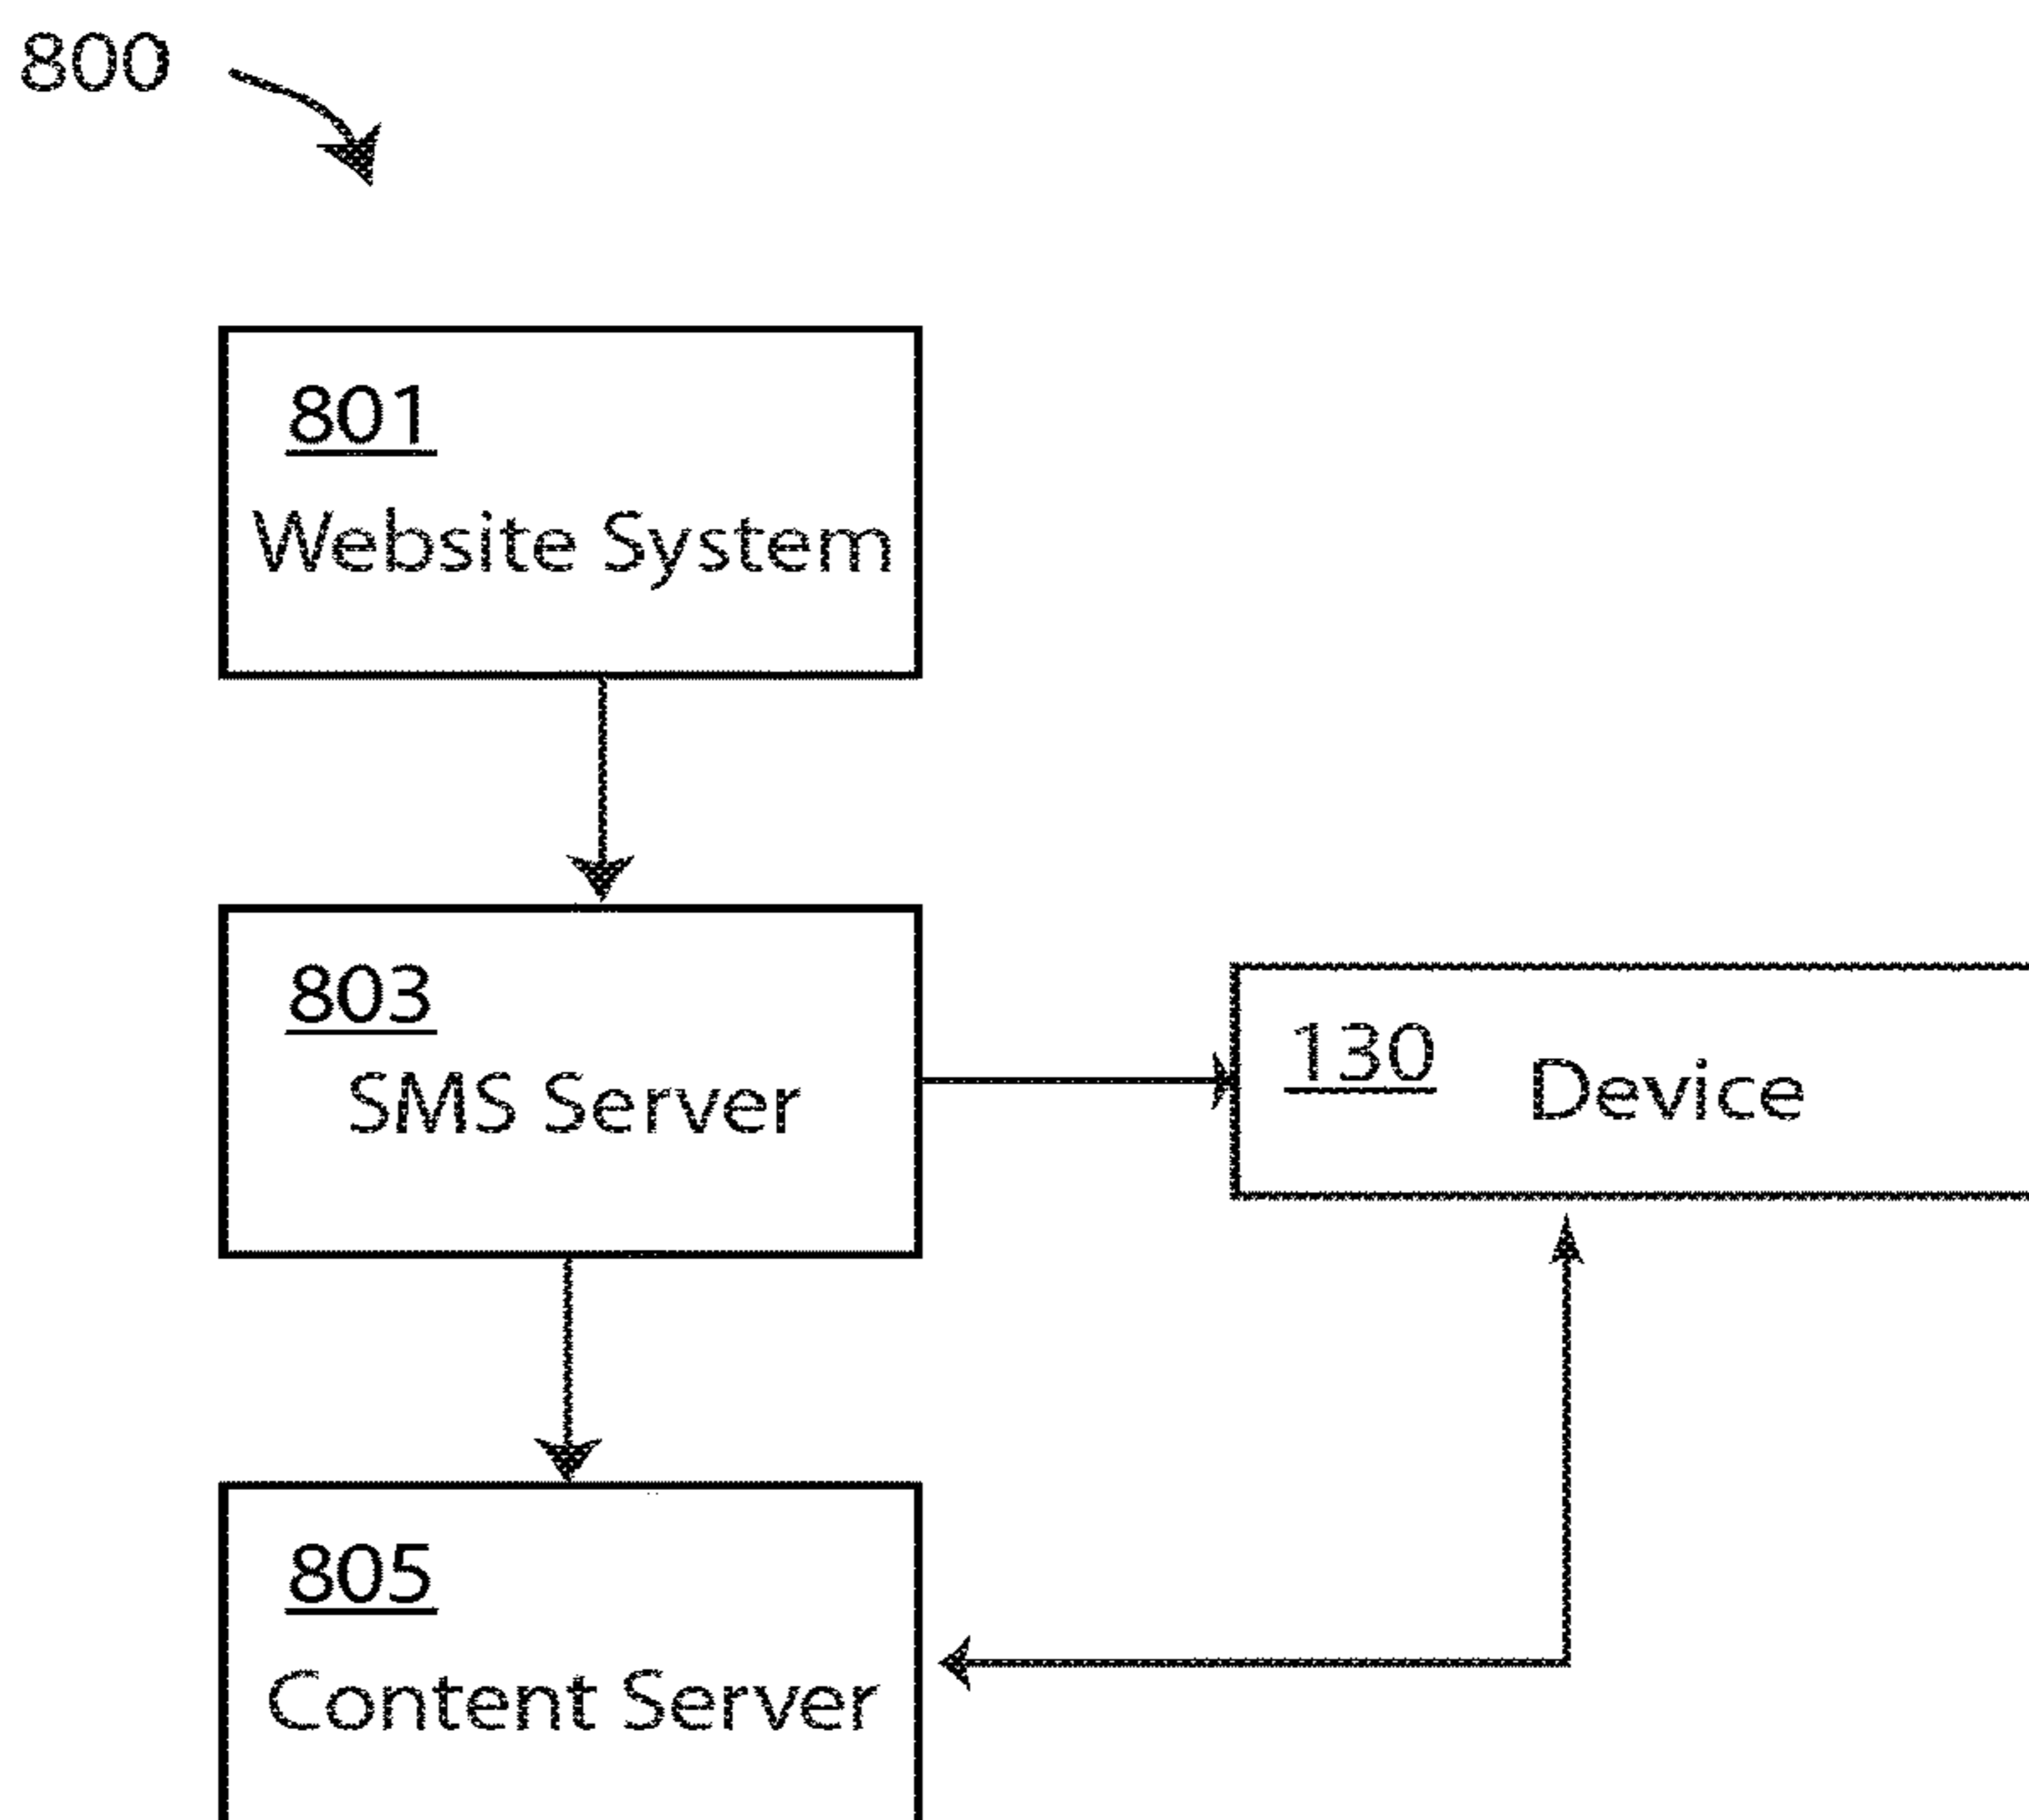 800
801
Website System
803
SMS Server
130
Device
805
Content Server